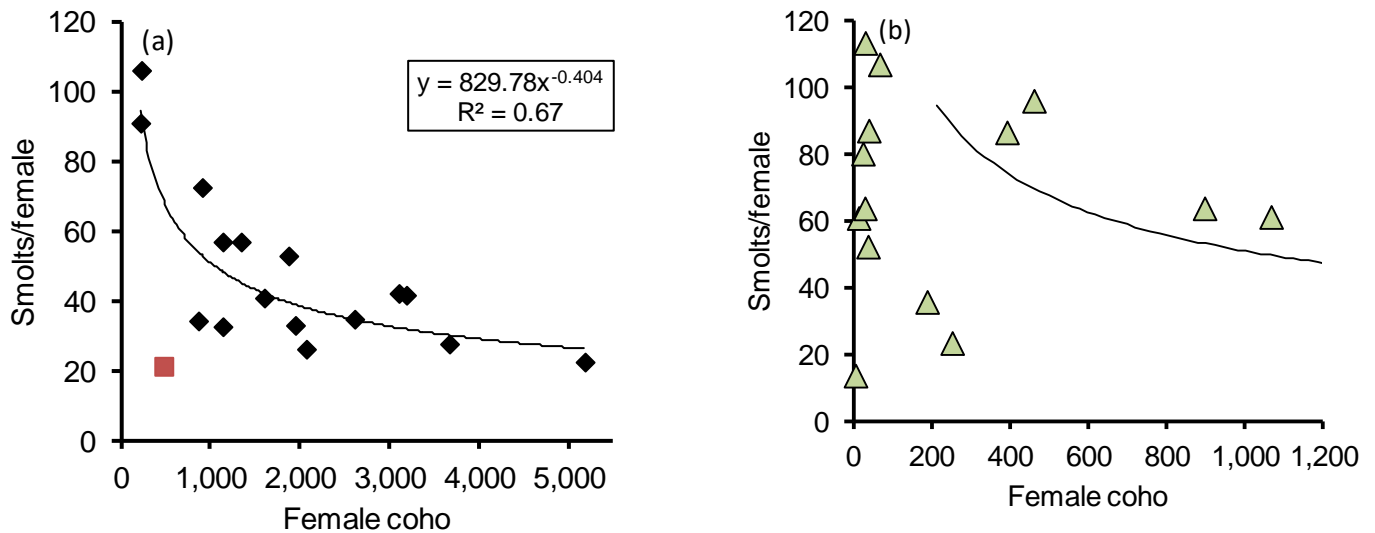 (a)
120
100
80
60
40
20
0
Smolts/female
y = 829.78x^-0.404
R² = 0.67
0 1,000 2,000 3,000 4,000 5,000
Female coho
(b)
120
100
80
60
40
20
0
Smolts/female
0 200 400 600 800 1,000 1,200
Female coho